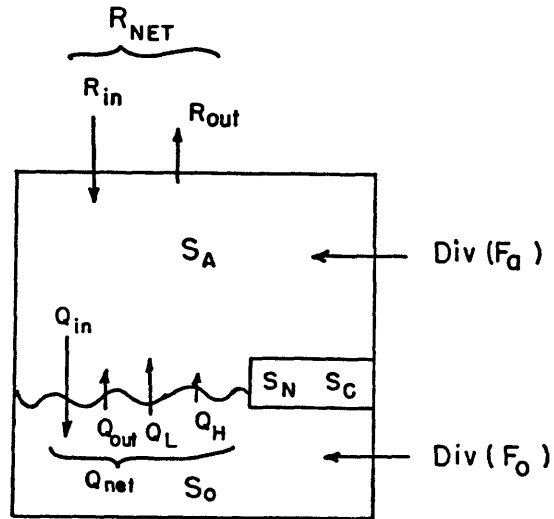 R_NET
R_in
R_out
S_A
Div (F_a)
Q_in
S_N S_C
Q_out Q_L Q_H
Div (F_o)
Q_net S_o